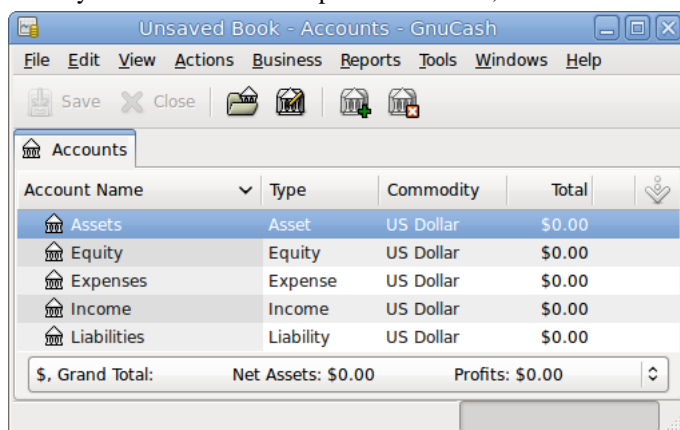 Unsaved Book - Accounts - GnuCash
File Edit View Actions Business Reports Tools Windows Help
Save Close
Accounts
Account Name Type Commodity Total
Assets Asset US Dollar $0.00
Equity Equity US Dollar $0.00
Expenses Expense US Dollar $0.00
Income Income US Dollar $0.00
Liabilities Liability US Dollar $0.00
$, Grand Total: Net Assets: $0.00 Profits: $0.00